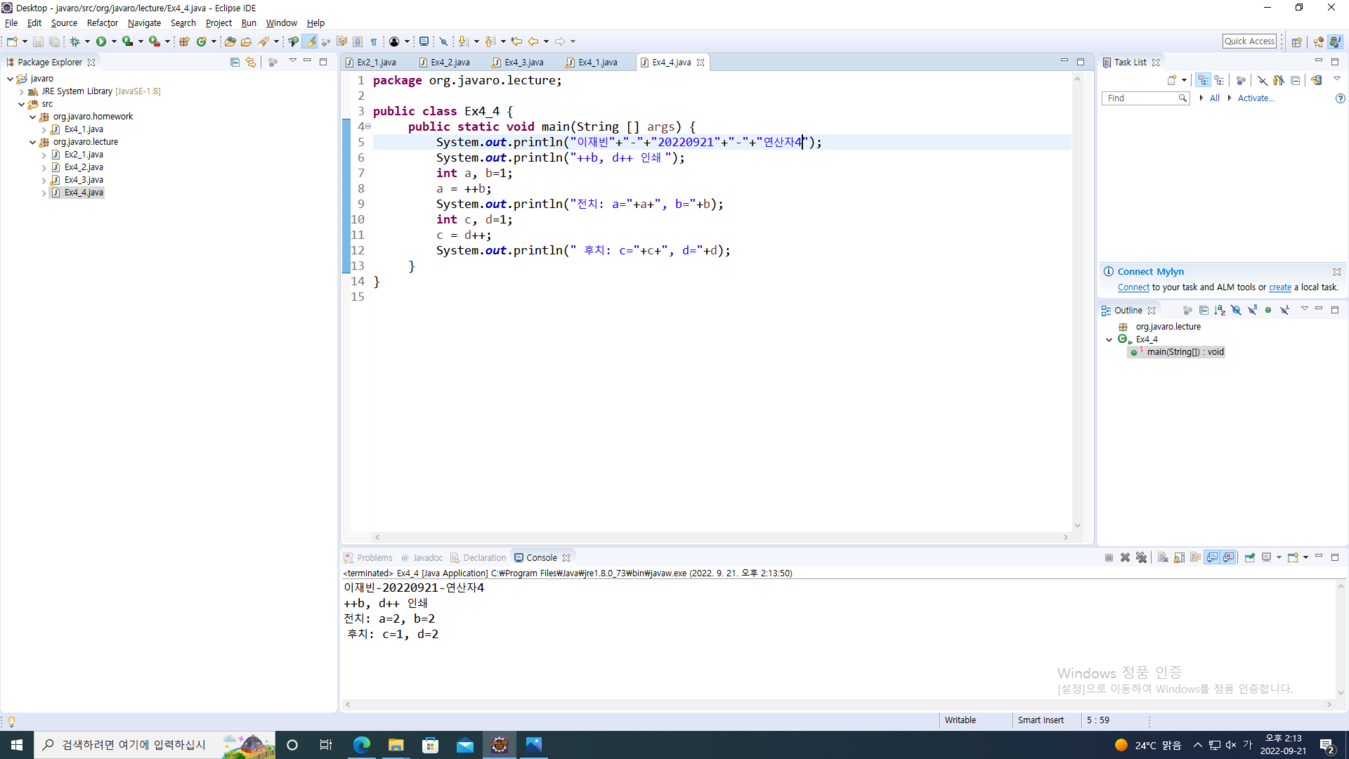 Desktop - javaro/src/org/javaro/lecture/Ex4_4.java - Eclipse IDE
File Edit Source Refactor Navigate Search Project Run Window Help
Quick Access
Package Explorer
javaro
JRE System Library [JavaSE-1.8]
src
org.javaro.homework
Ex4_1.java
org.javaro.lecture
Ex2_1.java
Ex4_2.java
Ex4_3.java
Ex4_4.java
Ex2_1.java Ex4_2.java Ex4_3.java Ex4_1.java Ex4_4.java
1 package org.javaro.lecture;
2
3 public class Ex4_4 {
4 public static void main(String [] args) {
5 System.out.println("이재빈"+"-"+"20220921"+"-"+"연산자4");
6 System.out.println("++b, d++ 인쇄 ");
7 int a, b=1;
8 a = ++b;
9 System.out.println("전치: a="+a+", b="+b);
10 int c, d=1;
11 c = d++;
12 System.out.println(" 후치: c="+c+", d="+d);
13 }
14 }
15
Task List
Find All Activate...
Connect Mylyn
Connect to your task and ALM tools or create a local task.
Outline
org.javaro.lecture
Ex4_4
main(String[]) : void
Problems Javadoc Declaration Console
<terminated> Ex4_4 [Java Application] C:₩Program Files₩Java₩jre1.8.0_73₩bin₩javaw.exe (2022. 9. 21. 오후 2:13:50)
이재빈-20220921-연산자4
++b, d++ 인쇄
전치: a=2, b=2
후치: c=1, d=2
Windows 정품 인증
[설정]으로 이동하여 Windows를 정품 인증합니다.
Writable Smart Insert 5 : 59
검색하려면 여기에 입력하십시
24°C 맑음 가 오후 2:13
2022-09-21
2